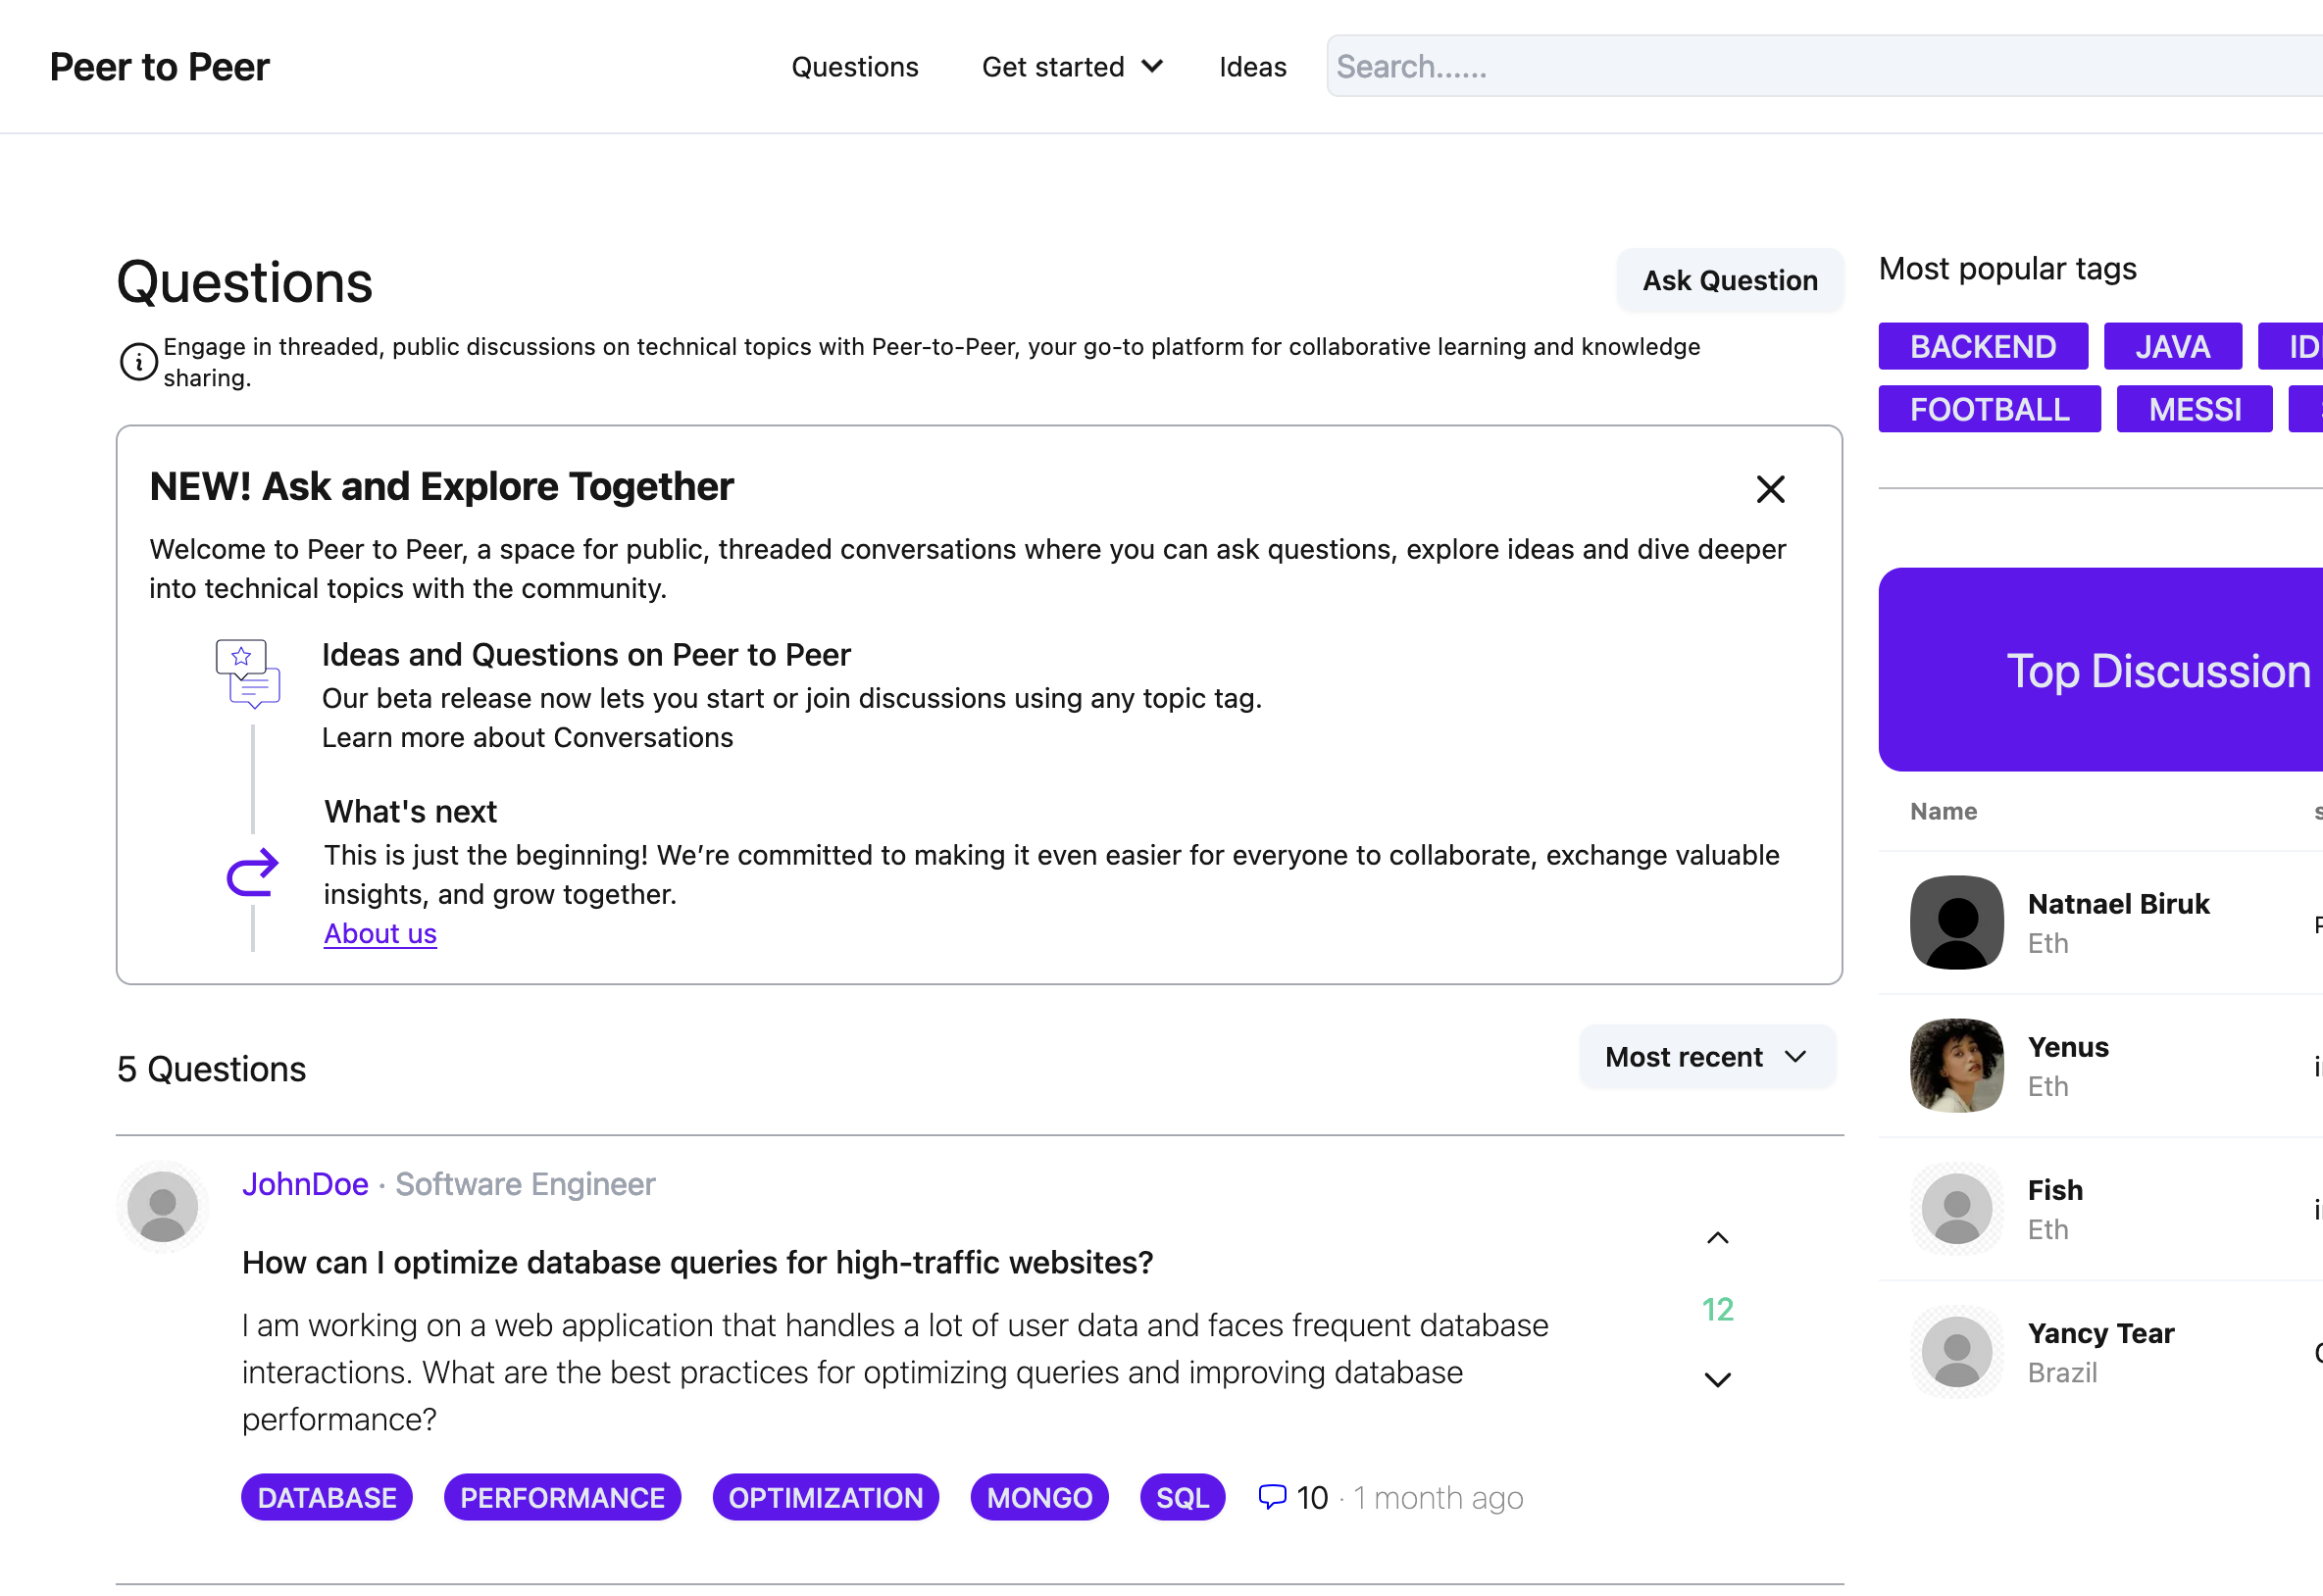 Peer to Peer
Questions
Get started
Ideas
Search......
Questions
Ask Question
Engage in threaded, public discussions on technical topics with Peer-to-Peer, your go-to platform for collaborative learning and knowledge
sharing.
NEW! Ask and Explore Together
Welcome to Peer to Peer, a space for public, threaded conversations where you can ask questions, explore ideas and dive deeper
into technical topics with the community.
Ideas and Questions on Peer to Peer
Our beta release now lets you start or join discussions using any topic tag.
Learn more about Conversations
What's next
This is just the beginning! We’re committed to making it even easier for everyone to collaborate, exchange valuable
insights, and grow together.
About us
5 Questions
Most recent
JohnDoe · Software Engineer
How can I optimize database queries for high-traffic websites?
I am working on a web application that handles a lot of user data and faces frequent database
interactions. What are the best practices for optimizing queries and improving database
performance?
12
DATABASE PERFORMANCE OPTIMIZATION MONGO SQL 10 · 1 month ago
Most popular tags
BACKEND JAVA
FOOTBALL MESSI
Top Discussion
Name
Natnael Biruk
Eth
Yenus
Eth
Fish
Eth
Yancy Tear
Brazil